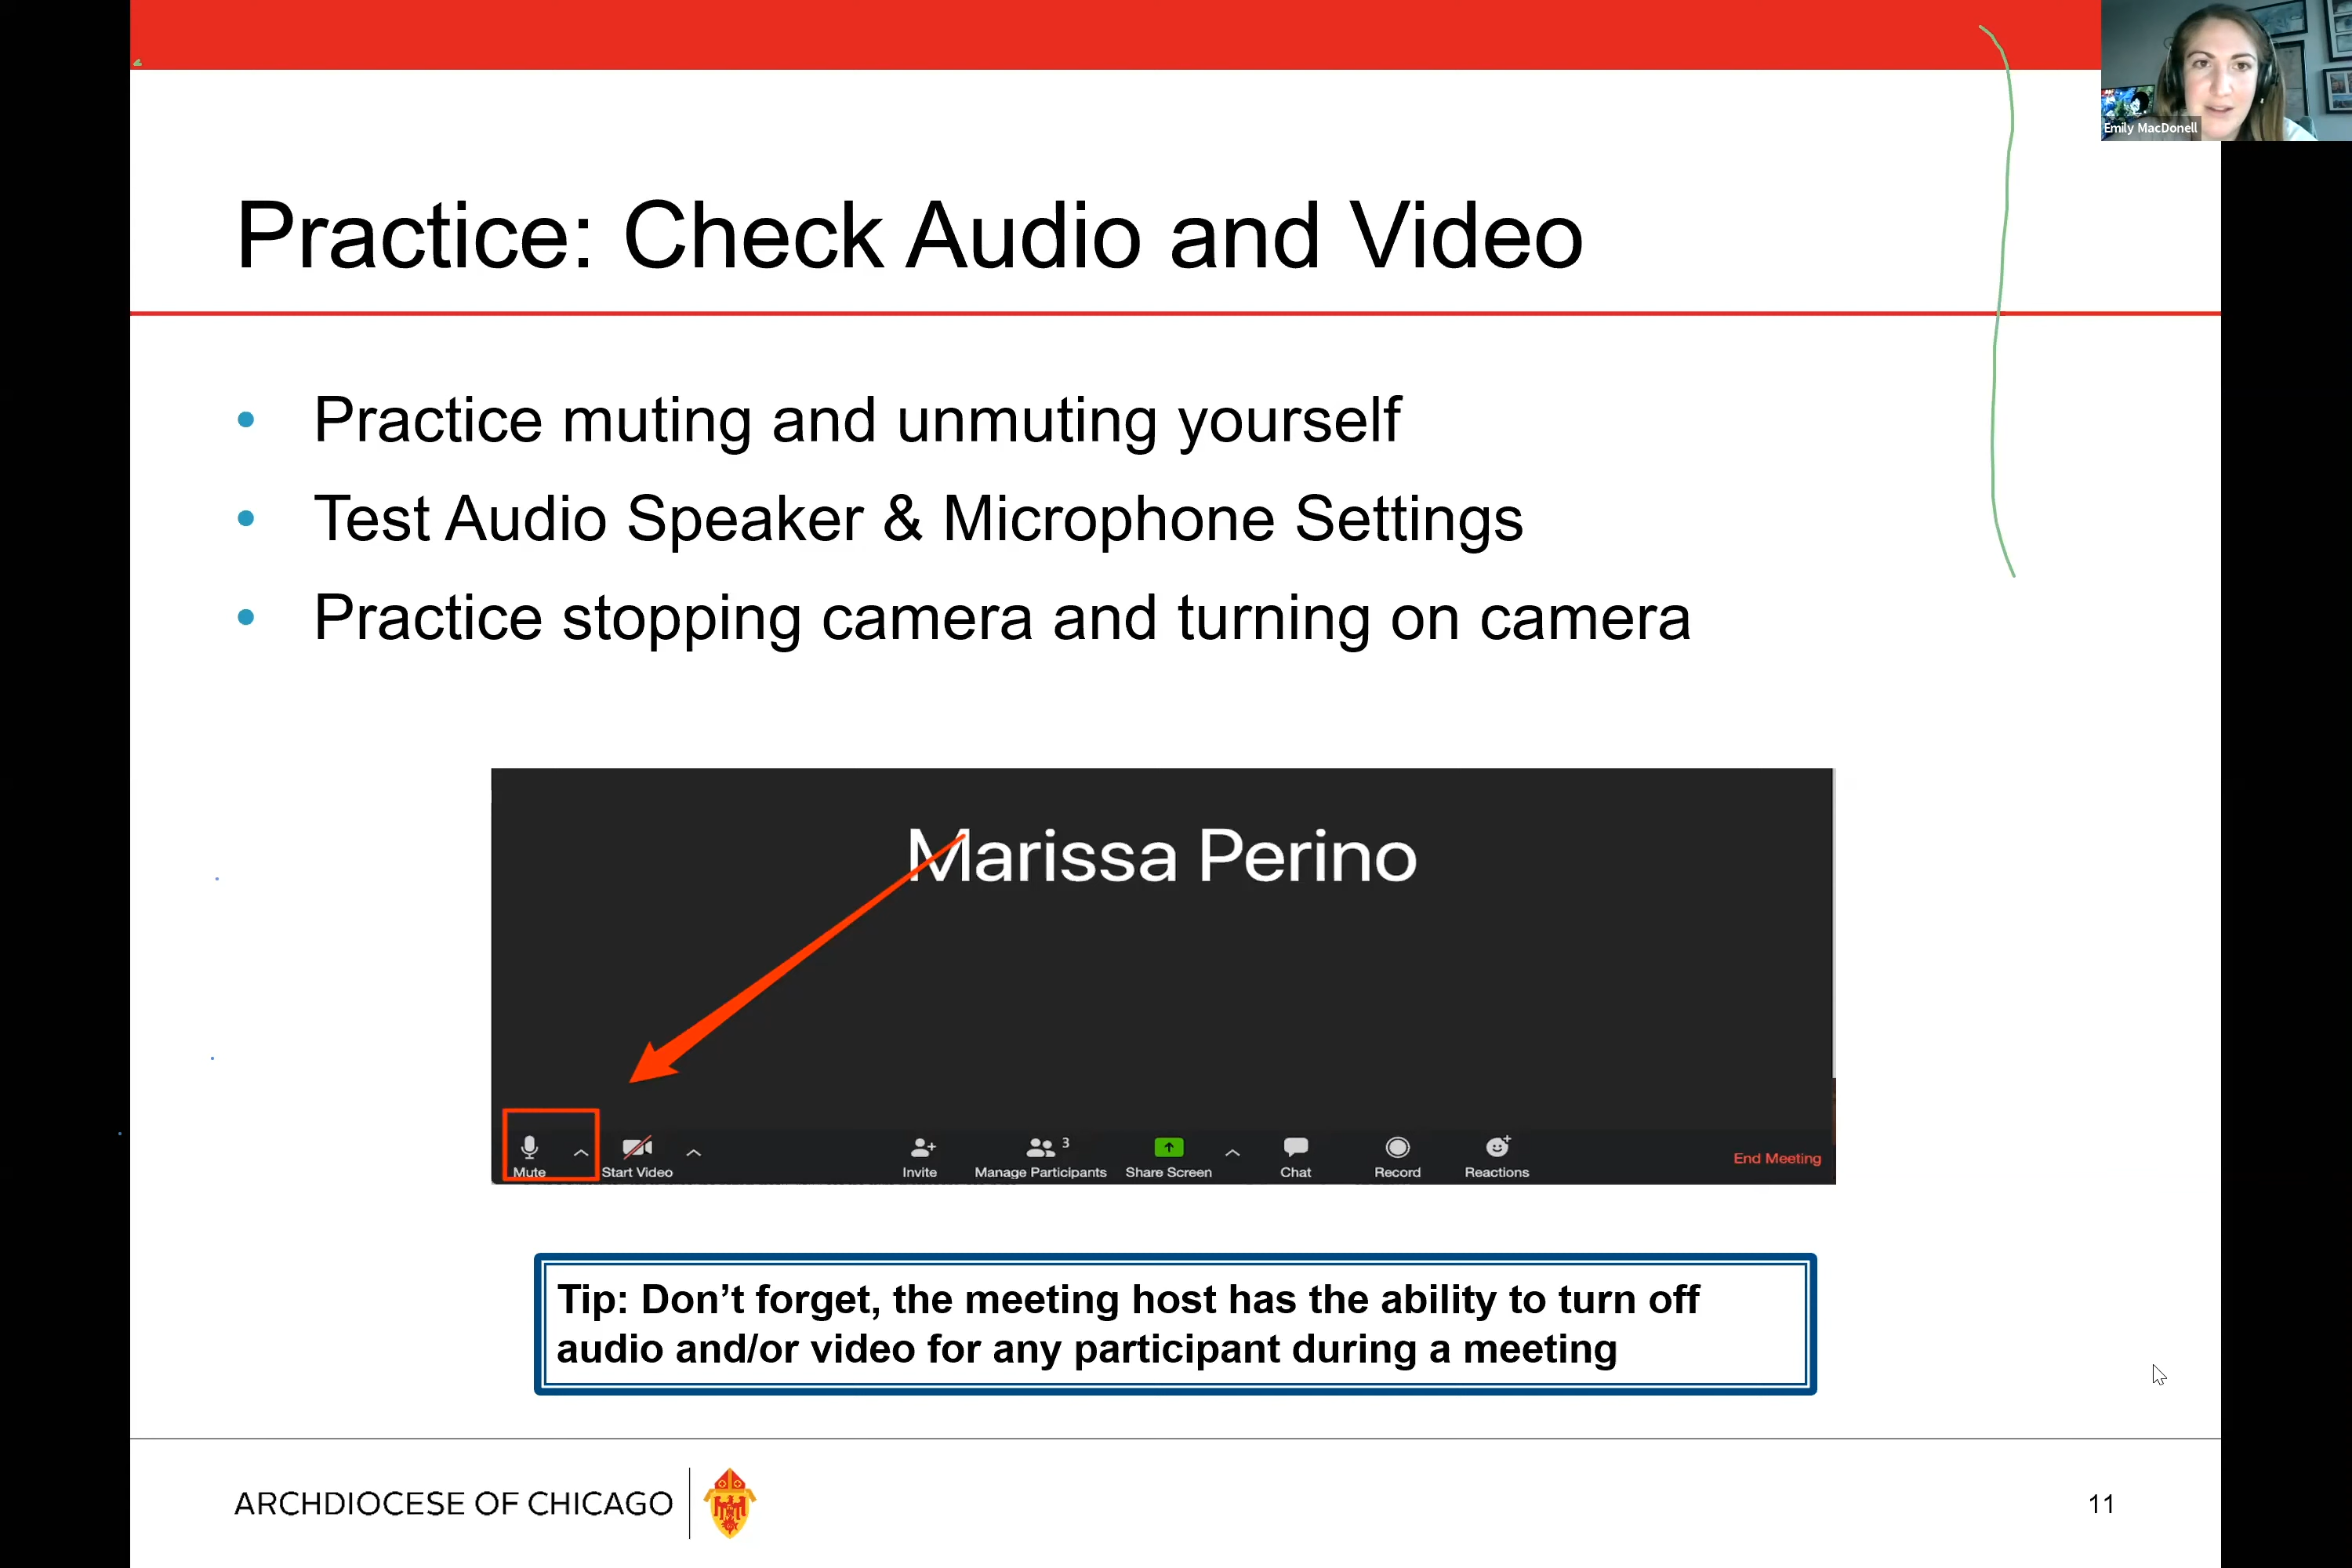 Emily MacDonell
Practice: Check Audio and Video
• Practice muting and unmuting yourself
• Test Audio Speaker & Microphone Settings
• Practice stopping camera and turning on camera
Marissa Perino
3
Mute Start Video Invite Manage Participants Share Screen Chat Record Reactions End Meeting
Tip: Don’t forget, the meeting host has the ability to turn off
audio and/or video for any participant during a meeting
ARCHDIOCESE OF CHICAGO
11